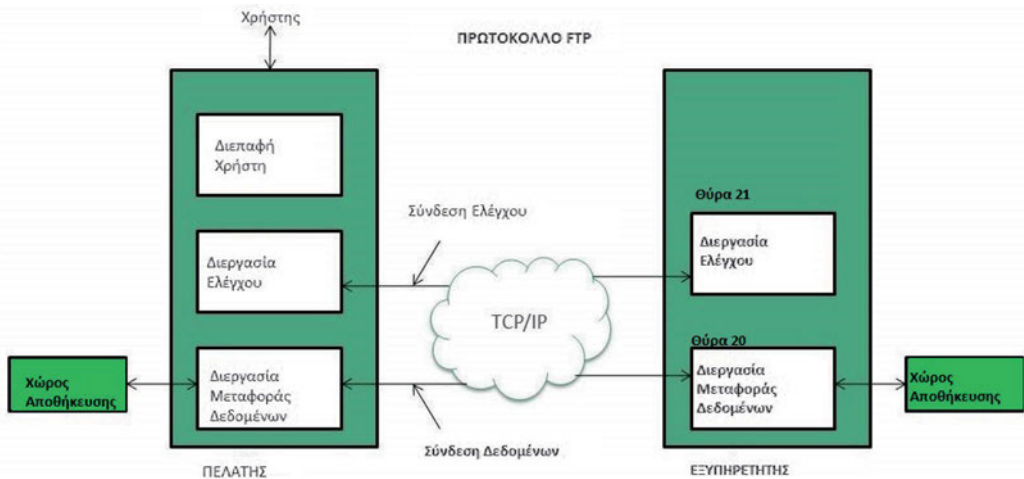 Χρήστης
ΠΡΩΤΟΚΟΛΛΟ FTP
Διεπαφή
Χρήστη
Θύρα 21
Σύνδεση Ελέγχου
Διεργασία
Ελέγχου
Διεργασία
Ελέγχου
TCP/IP
Θύρα 20
Χώρος
Αποθήκευσης
Διεργασία
Μεταφοράς
Δεδομένων
Διεργασία
Μεταφοράς
Δεδομένων
Χώρος
Αποθήκευσης
Σύνδεση Δεδομένων
ΠΕΛΑΤΗΣ
ΕΞΥΠΗΡΕΤΗΤΗΣ